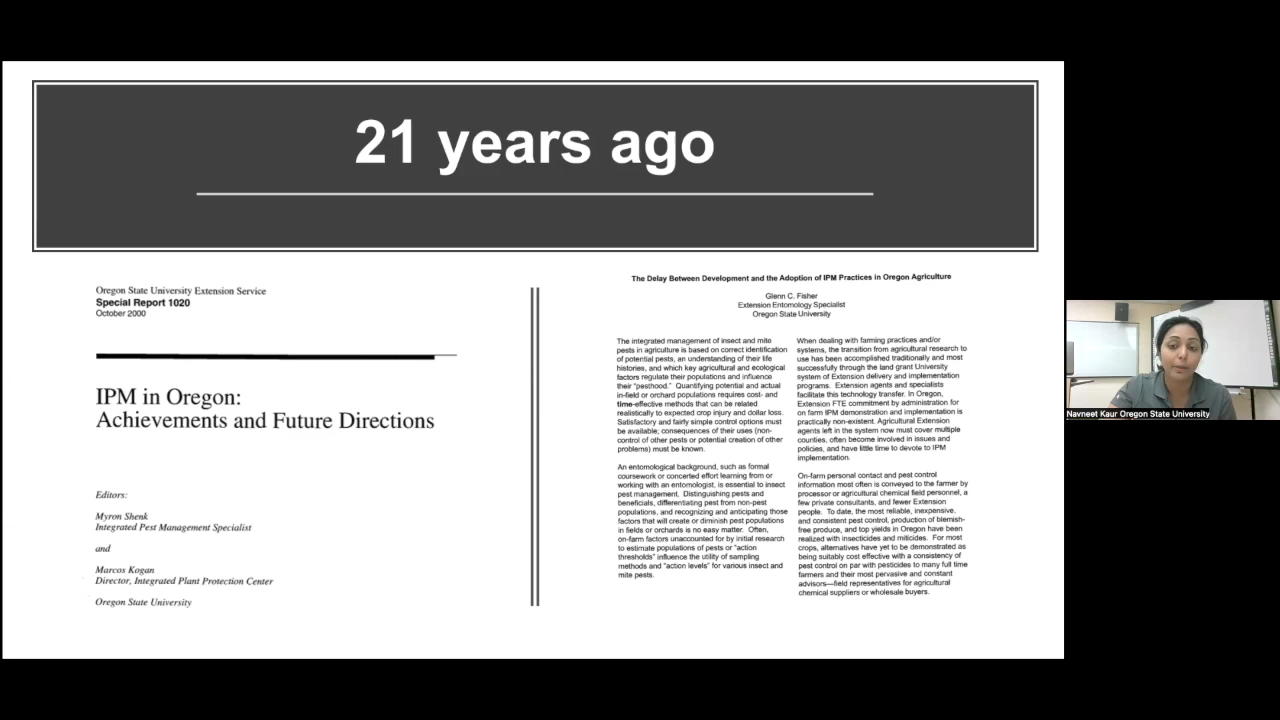 21 years ago
Oregon State University Extension Service
Special Report 1020
October 2000
IPM in Oregon:
Achievements and Future Directions
Editors:
Myron Shenk
Integrated Pest Management Specialist
and
Marcos Kogan
Director, Integrated Plant Protection Center
Oregon State University
The Delay Between Development and the Adoption of IPM Practices in Oregon Agriculture
Glenn C. Fisher
Extension Entomology Specialist
Oregon State University
The integrated management of insect and mite
pests in agriculture is based on correct identification
of potential pests, an understanding of their life
histories, and which key agricultural and ecological
factors regulate their populations and influence
their "pesthood." Quantifying potential and actual
in-field or orchard populations requires cost- and
time-effective methods that can be related
realistically to expected crop injury and dollar loss.
Satisfactory and fairly simple control options must
be available; consequences of their uses (non-
control of other pests or potential creation of other
problems) must be known.
An entomological background, such as formal
coursework or concerted effort learning from or
working with an entomologist, is essential to insect
pest management. Distinguishing pests and
beneficials, differentiating pest from non-pest
populations, and recognizing and anticipating those
factors that will create or diminish pest populations
in fields or orchards is no easy matter. Often,
on-farm factors unaccounted for by initial research
to estimate populations of pests or "action
thresholds" influence the utility of sampling
methods and "action levels" for various insect and
mite pests.
When dealing with farming practices and/or
systems, the transition from agricultural research to
use has been accomplished traditionally and most
successfully through the land grant University
system of Extension delivery and implementation
programs. Extension agents and specialists
facilitate this technology transfer. In Oregon,
Extension FTE commitment by administration for
on farm IPM demonstration and implementation is
practically non-existent. Agricultural Extension
agents left in the system now must cover multiple
counties, often become involved in issues and
policies, and have little time to devote to IPM
implementation.
On-farm personal contact and pest control
information most often is conveyed to the farmer by
processor or agricultural chemical field personnel, a
few private consultants, and fewer Extension
people. To date, the most reliable, inexpensive,
and consistent pest control, production of blemish-
free produce, and top yields in Oregon have been
realized with insecticides and miticides. For most
crops, alternatives have yet to be demonstrated as
being suitably cost effective with a consistency of
pest control on par with pesticides to many full time
farmers and their most pervasive and constant
advisors—field representatives for agricultural
chemical suppliers or wholesale buyers.
Navneet Kaur Oregon State University